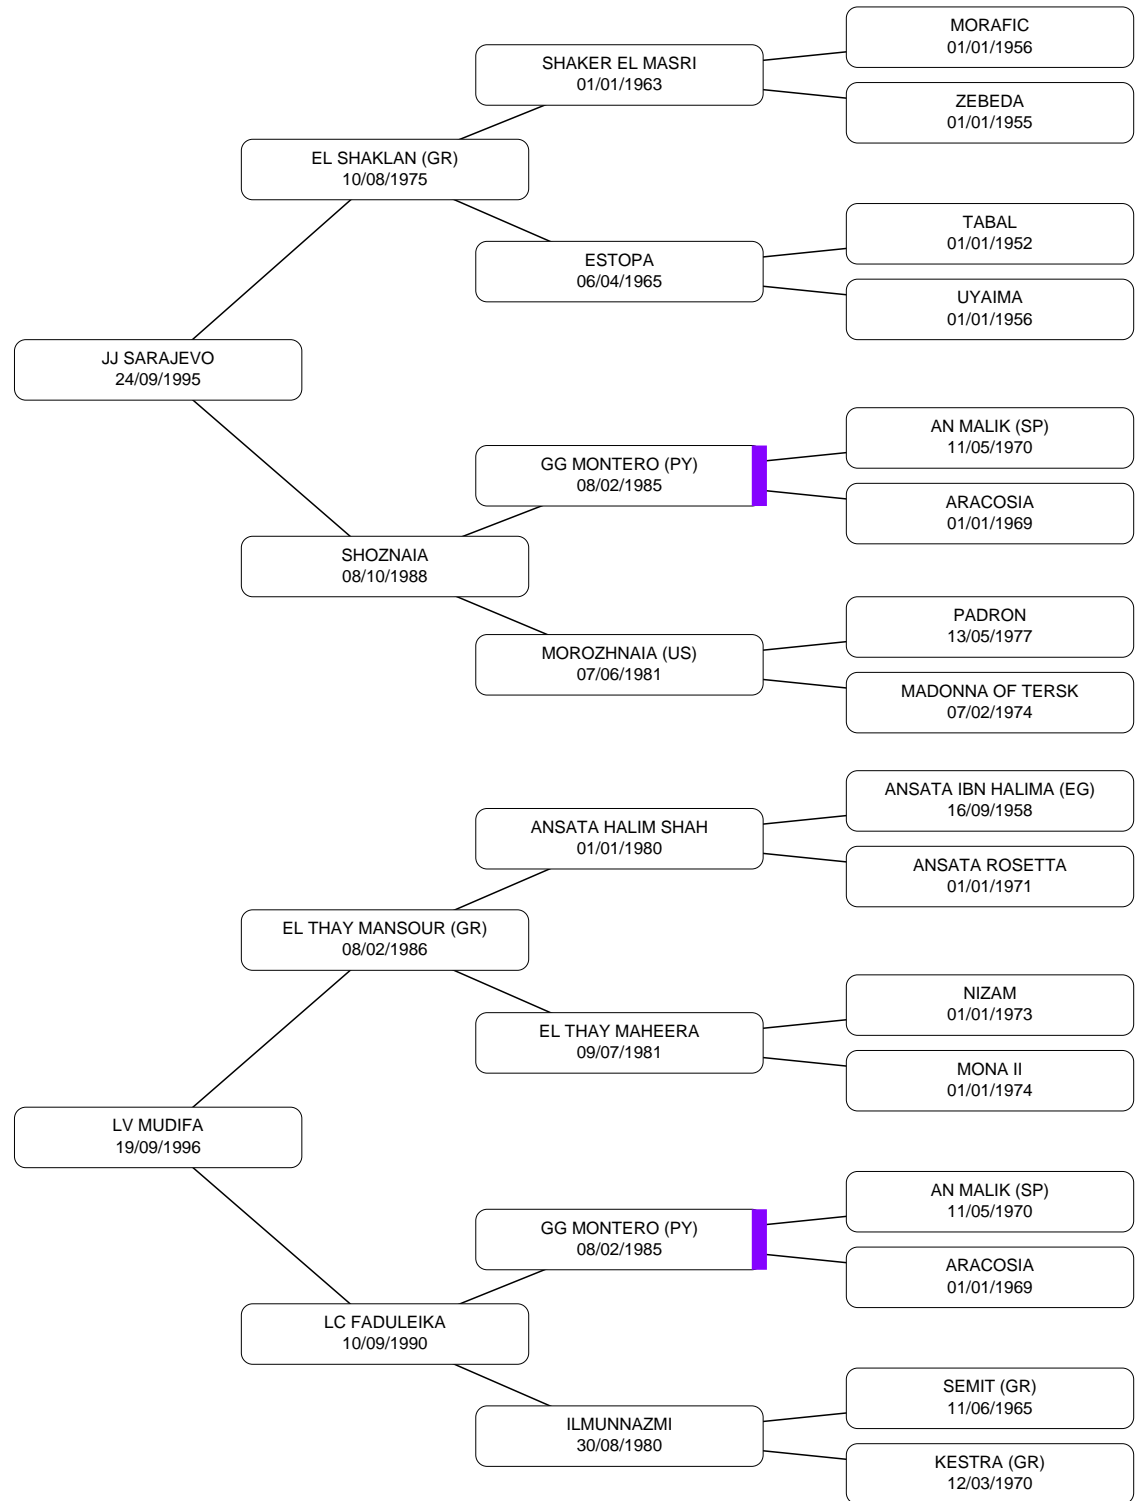 MORAFIC
01/01/1956
SHAKER EL MASRI
01/01/1963
ZEBEDA
01/01/1955
EL SHAKLAN (GR)
10/08/1975
TABAL
01/01/1952
ESTOPA
06/04/1965
UYAIMA
01/01/1956
JJ SARAJEVO
24/09/1995
AN MALIK (SP)
11/05/1970
GG MONTERO (PY)
08/02/1985
ARACOSIA
01/01/1969
SHOZNAIA
08/10/1988
PADRON
13/05/1977
MOROZHNAIA (US)
07/06/1981
MADONNA OF TERSK
07/02/1974
ANSATA IBN HALIMA (EG)
16/09/1958
ANSATA HALIM SHAH
01/01/1980
ANSATA ROSETTA
01/01/1971
EL THAY MANSOUR (GR)
08/02/1986
NIZAM
01/01/1973
EL THAY MAHEERA
09/07/1981
MONA II
01/01/1974
LV MUDIFA
19/09/1996
AN MALIK (SP)
11/05/1970
GG MONTERO (PY)
08/02/1985
ARACOSIA
01/01/1969
LC FADULEIKA
10/09/1990
SEMIT (GR)
11/06/1965
ILMUNNAZMI
30/08/1980
KESTRA (GR)
12/03/1970